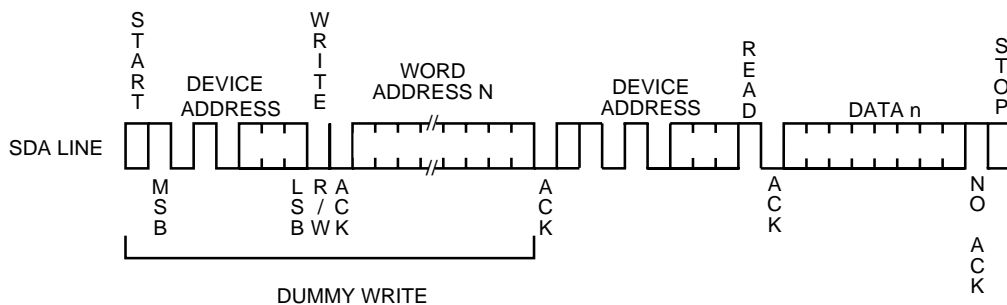 START
WRITE
READ
STOP
DEVICE
ADDRESS
WORD
ADDRESS N
DEVICE
ADDRESS
DATA n
SDA LINE
MSB
LSB
R/W
ACK
ACK
ACK
NO ACK
DUMMY WRITE